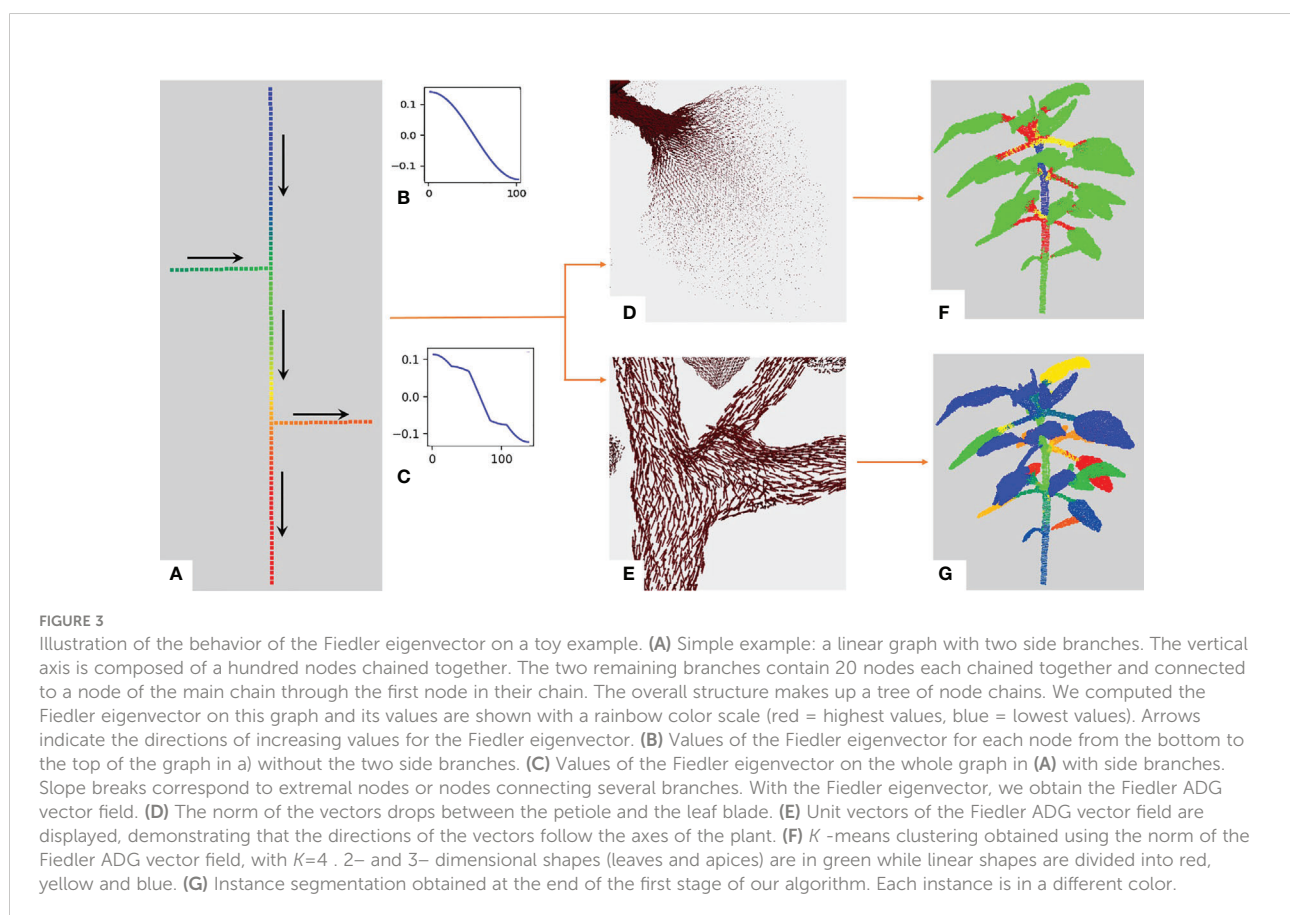 0.1
0.0
−0.1
0
100
B
0.1
0.0
−0.1
0
100
C
A
D
E
F
G
FIGURE 3
Illustration of the behavior of the Fiedler eigenvector on a toy example. (A) Simple example: a linear graph with two side branches. The vertical
axis is composed of a hundred nodes chained together. The two remaining branches contain 20 nodes each chained together and connected
to a node of the main chain through the first node in their chain. The overall structure makes up a tree of node chains. We computed the
Fiedler eigenvector on this graph and its values are shown with a rainbow color scale (red = highest values, blue = lowest values). Arrows
indicate the directions of increasing values for the Fiedler eigenvector. (B) Values of the Fiedler eigenvector for each node from the bottom to
the top of the graph in a) without the two side branches. (C) Values of the Fiedler eigenvector on the whole graph in (A) with side branches.
Slope breaks correspond to extremal nodes or nodes connecting several branches. With the Fiedler eigenvector, we obtain the Fiedler ADG
vector field. (D) The norm of the vectors drops between the petiole and the leaf blade. (E) Unit vectors of the Fiedler ADG vector field are
displayed, demonstrating that the directions of the vectors follow the axes of the plant. (F) K -means clustering obtained using the norm of the
Fiedler ADG vector field, with K=4 . 2– and 3– dimensional shapes (leaves and apices) are in green while linear shapes are divided into red,
yellow and blue. (G) Instance segmentation obtained at the end of the first stage of our algorithm. Each instance is in a different color.